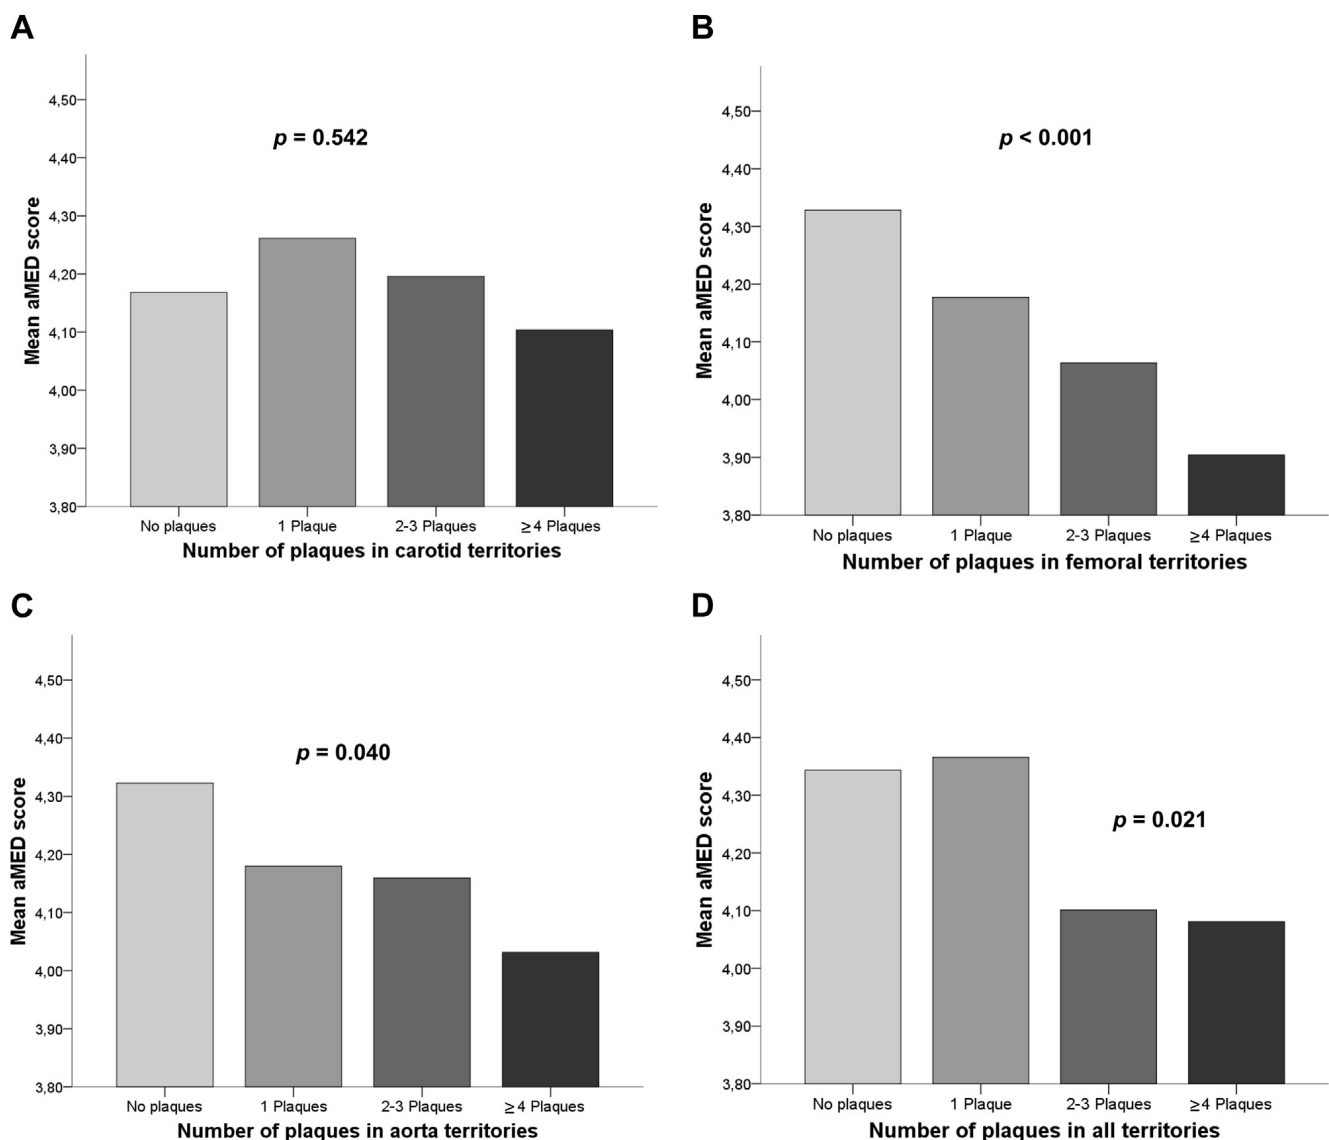 A
Mean aMED score
4,50
4,40
4,30
4,20
4,10
4,00
3,90
3,80
p = 0.542
No plaques
1 Plaque
2-3 Plaques
≥4 Plaques
Number of plaques in carotid territories
B
Mean aMED score
4,50
4,40
4,30
4,20
4,10
4,00
3,90
3,80
p < 0.001
No plaques
1 Plaque
2-3 Plaques
≥4 Plaques
Number of plaques in femoral territories
C
Mean aMED score
4,50
4,40
4,30
4,20
4,10
4,00
3,90
3,80
p = 0.040
No plaques
1 Plaques
2-3 Plaques
≥4 Plaques
Number of plaques in aorta territories
D
Mean aMED score
4,50
4,40
4,30
4,20
4,10
4,00
3,90
3,80
p = 0.021
No plaques
1 Plaque
2-3 Plaques
≥4 Plaques
Number of plaques in all territories